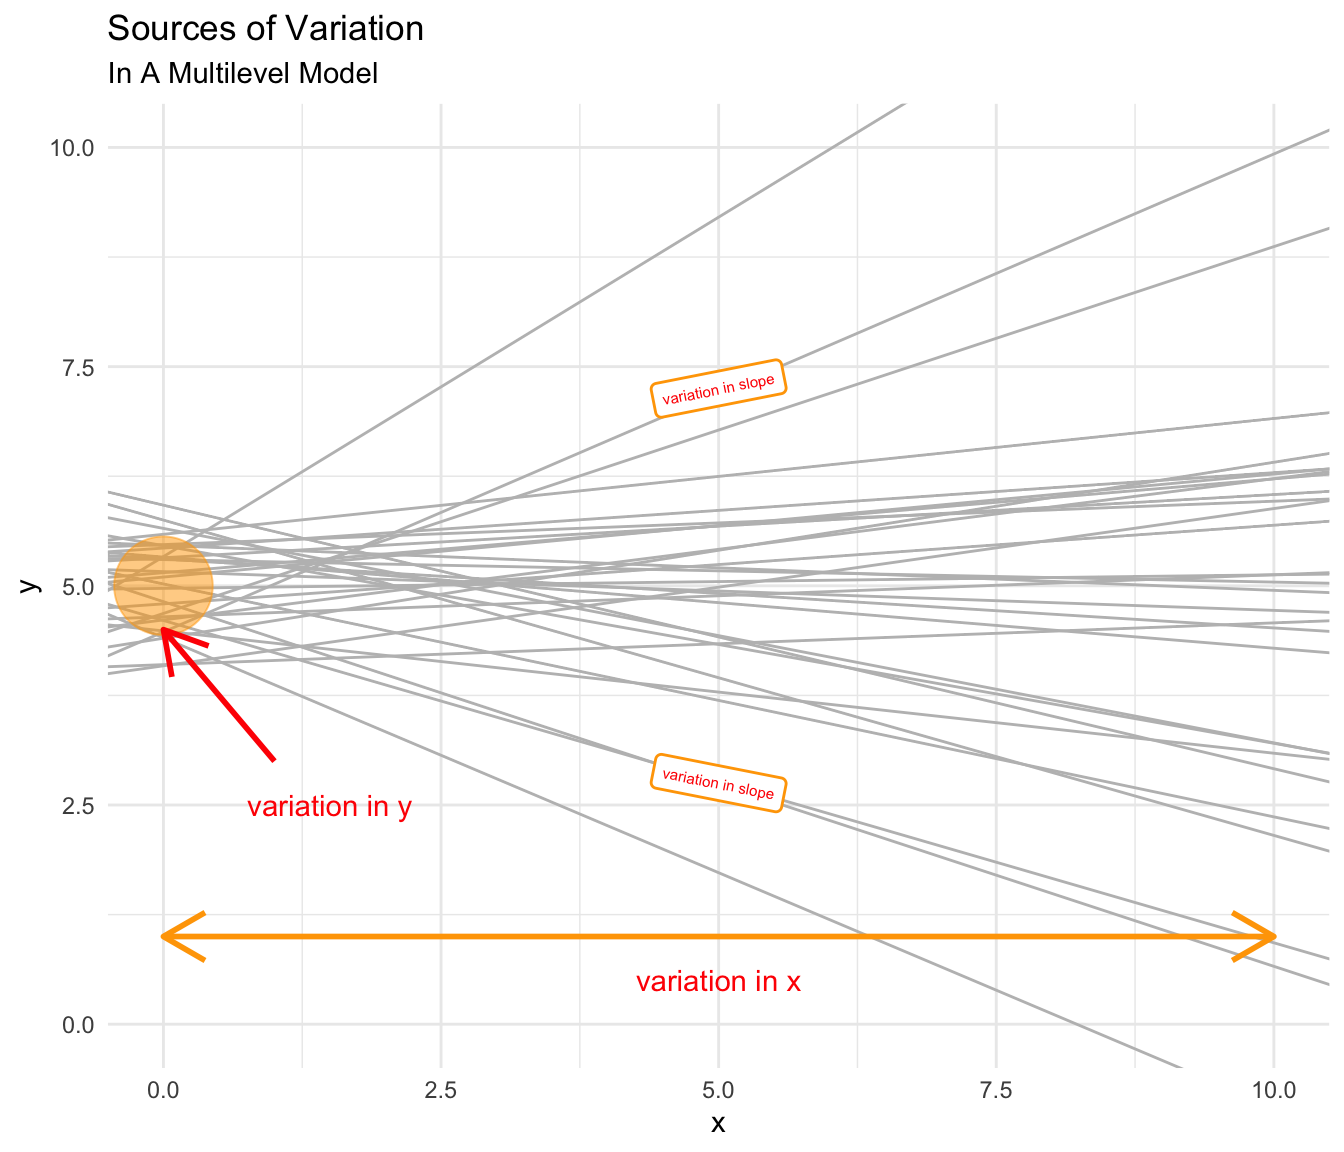 Sources of Variation
In A Multilevel Model
10.0
7.5
variation in slope
y
5.0
variation in slope
variation in y
2.5
variation in x
0.0
0.0 2.5 5.0 7.5 10.0
x